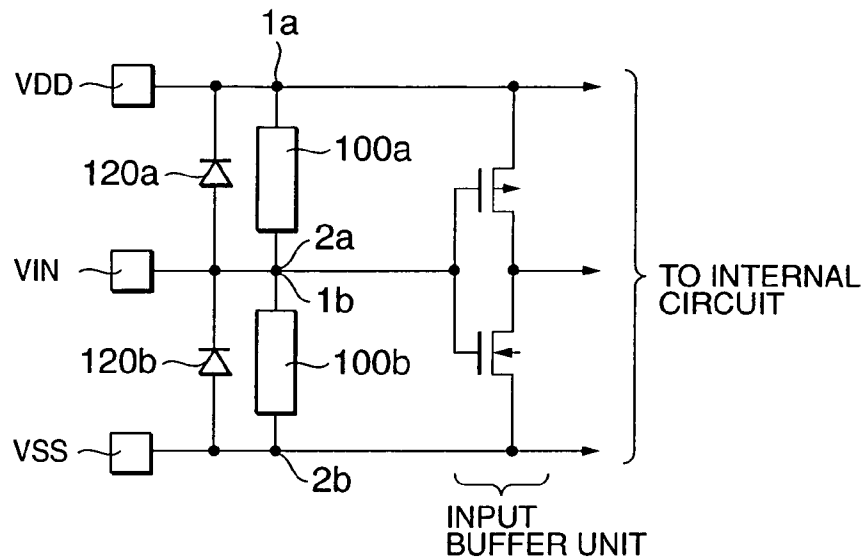 1a
VDD
100a
120a
2a
VIN
1b
TO INTERNAL
CIRCUIT
120b
100b
VSS
2b
INPUT
BUFFER UNIT